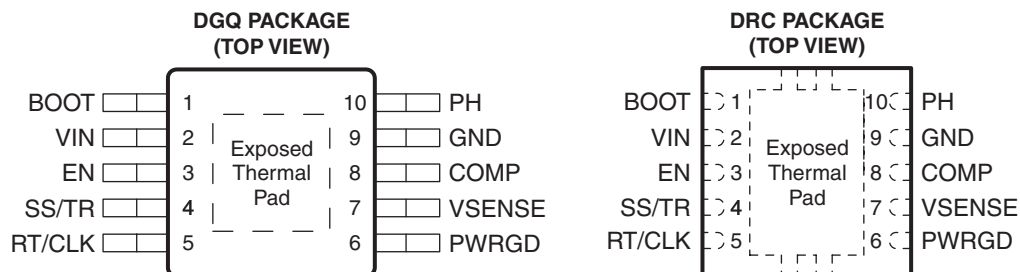 DGQ PACKAGE
(TOP VIEW)
BOOT 1 10 PH
VIN 2 9 GND
EN 3 8 COMP
SS/TR 4 7 VSENSE
RT/CLK 5 6 PWRGD
Exposed
Thermal
Pad
DRC PACKAGE
(TOP VIEW)
BOOT 1 10 PH
VIN 2 9 GND
EN 3 8 COMP
SS/TR 4 7 VSENSE
RT/CLK 5 6 PWRGD
Exposed
Thermal
Pad